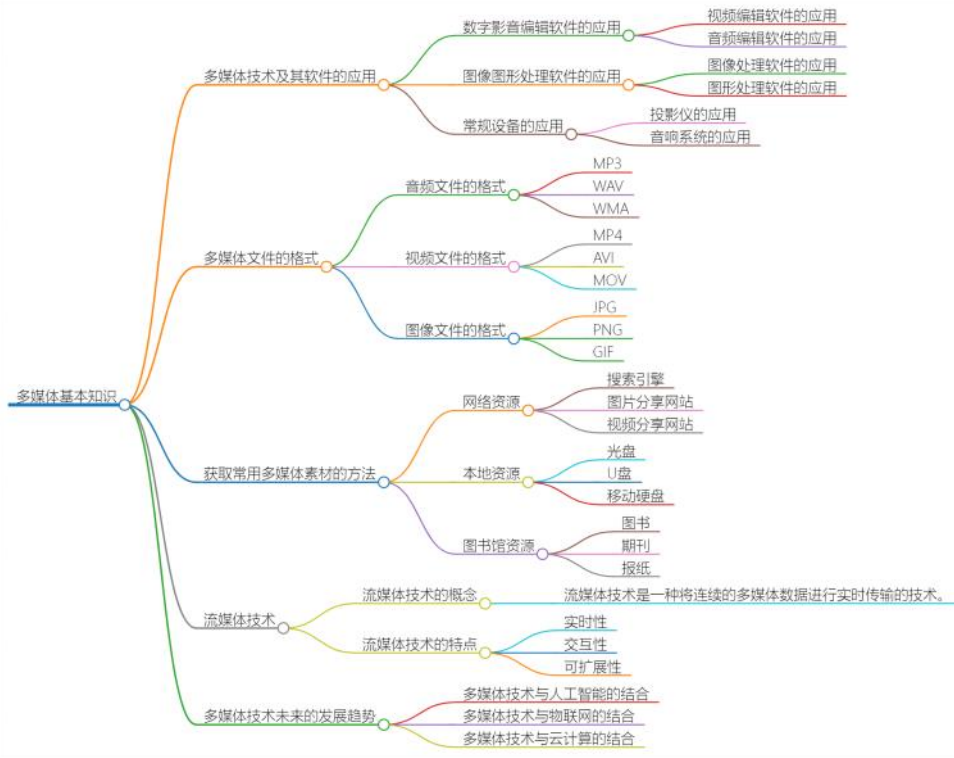 多媒体基本知识
多媒体技术及其软件的应用
数字影音编辑软件的应用
视频编辑软件的应用
音频编辑软件的应用
图像图形处理软件的应用
图像处理软件的应用
图形处理软件的应用
常规设备的应用
投影仪的应用
音响系统的应用
多媒体文件的格式
音频文件的格式
MP3
WAV
WMA
视频文件的格式
MP4
AVI
MOV
图像文件的格式
JPG
PNG
GIF
获取常用多媒体素材的方法
网络资源
搜索引擎
图片分享网站
视频分享网站
本地资源
光盘
U盘
移动硬盘
图书馆资源
图书
期刊
报纸
流媒体技术
流媒体技术的概念
流媒体技术是一种将连续的多媒体数据进行实时传输的技术。
流媒体技术的特点
实时性
交互性
可扩展性
多媒体技术未来的发展趋势
多媒体技术与人工智能的结合
多媒体技术与物联网的结合
多媒体技术与云计算的结合